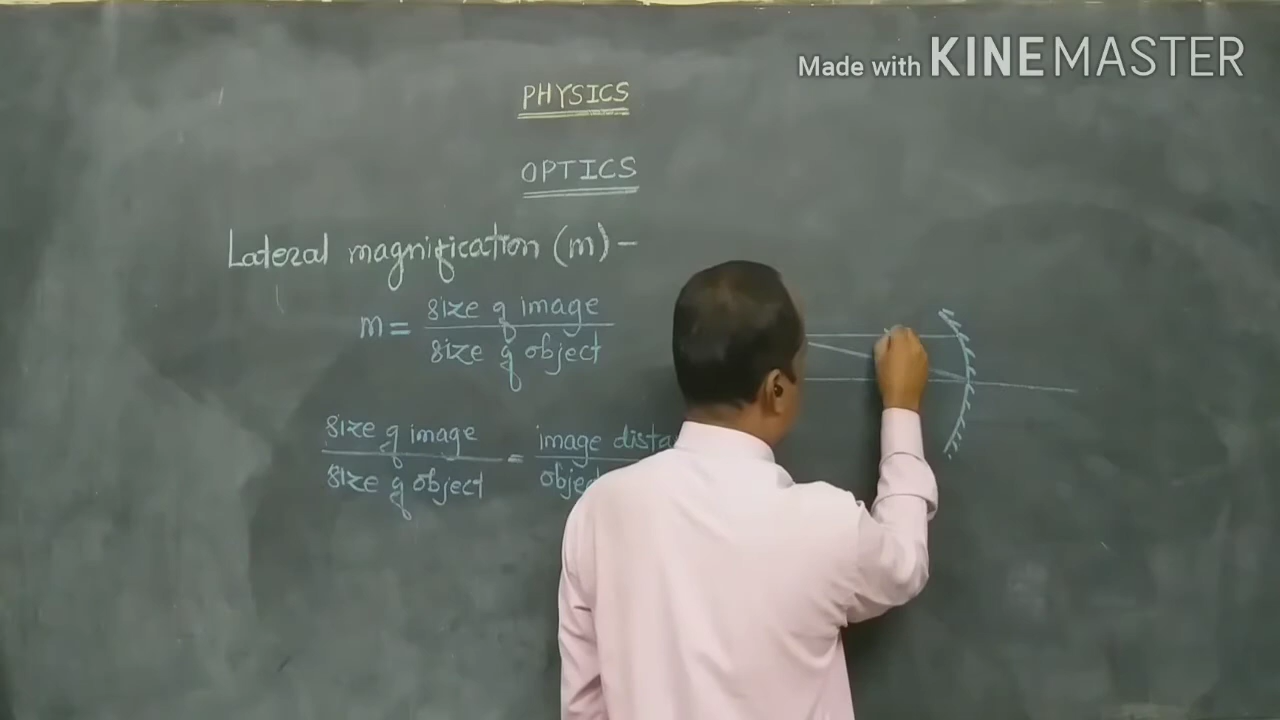 Made with KINEMASTER
PHYSICS
OPTICS
Lateral magnification (m) –
m = size of image
size of object
size of image = image
size of object